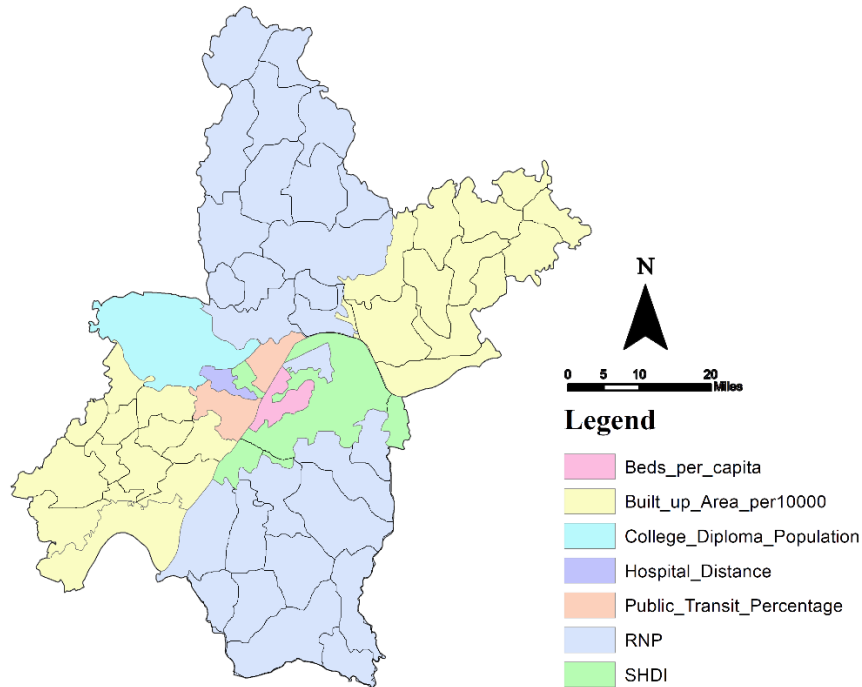 N
0 5 10 20
Miles
Legend
Beds_per_capita
Built_up_Area_per10000
College_Diploma_Population
Hospital_Distance
Public_Transit_Percentage
RNP
SHDI